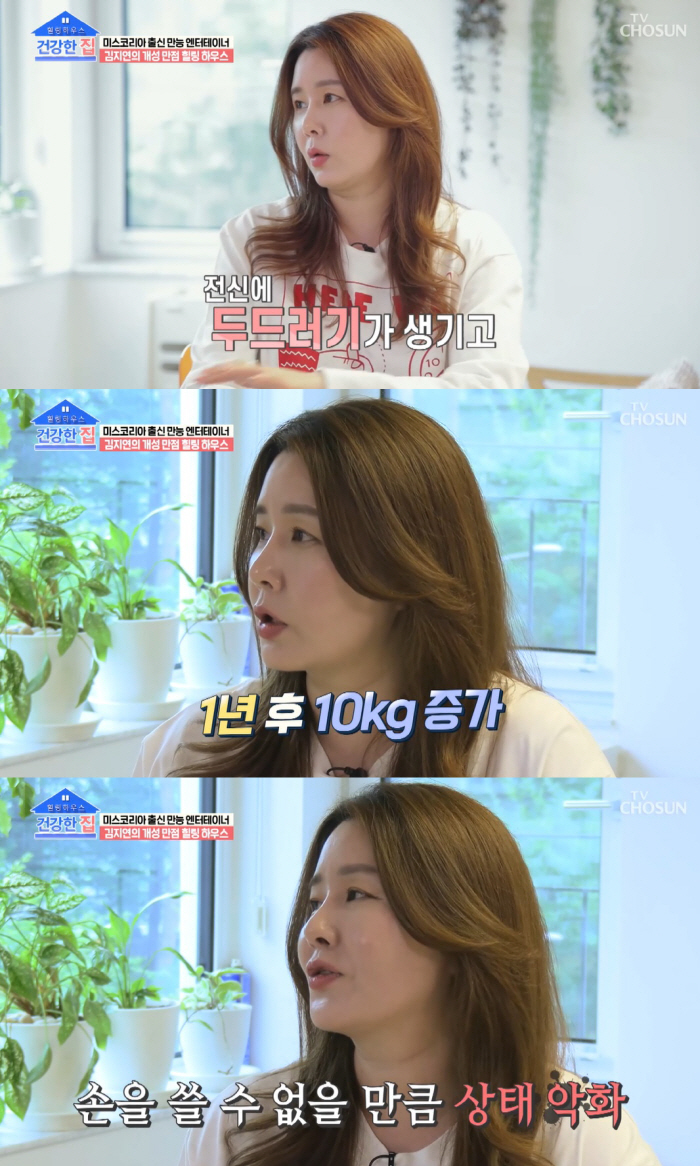 힐링하우스
건강한 집
미스코리아 출신 만능 엔터테이너
김지연의 개성 만점 힐링 하우스
TV
CHOSUN
전신에
두드러기가 생기고
힐링하우스
건강한 집
미스코리아 출신 만능 엔터테이너
김지연의 개성 만점 힐링 하우스
TV
CHOSUN
1년 후 10kg 증가
힐링하우스
건강한 집
미스코리아 출신 만능 엔터테이너
김지연의 개성 만점 힐링 하우스
TV
CHOSUN
손을 쓸 수 없을 만큼 상태 악화